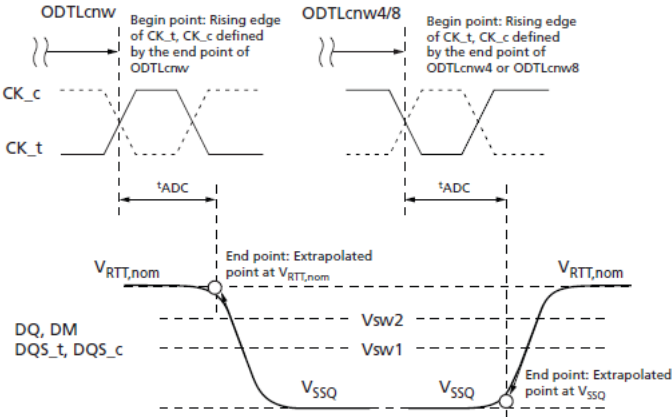 ODTLcnw
Begin point: Rising edge
of CK_t, CK_c defined
by the end point of
ODTLcnw
ODTLcnw4/8
Begin point: Rising edge
of CK_t, CK_c defined
by the end point of
ODTLcnw4 or ODTLcnw8
CK_c
CK_t
tADC
tADC
VRTT,nom
End point: Extrapolated
point at VRTT,nom
VRTT,nom
DQ, DM
DQS_t, DQS_c
Vsw2
Vsw1
VSSQ
VSSQ
End point: Extrapolated
point at VSSQ